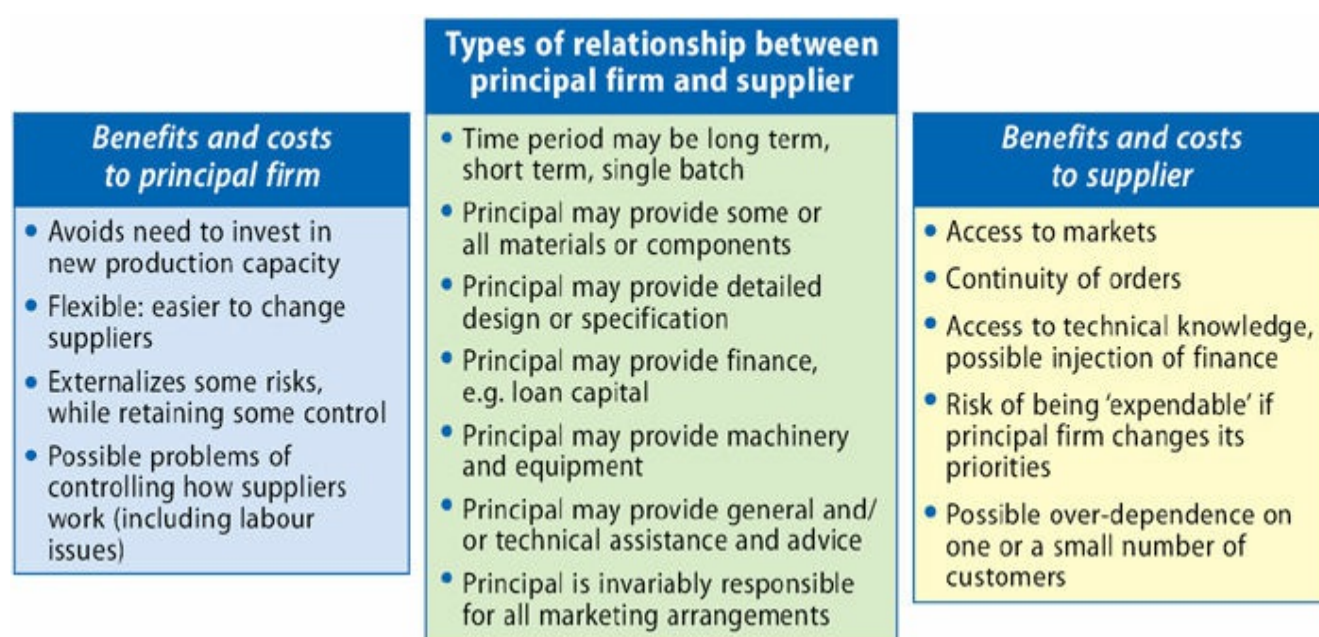 Types of relationship between
principal firm and supplier
Benefits and costs
to principal firm
• Avoids need to invest in
new production capacity
• Flexible: easier to change
suppliers
• Externalizes some risks,
while retaining some control
• Possible problems of
controlling how suppliers
work (including labour
issues)
• Time period may be long term,
short term, single batch
• Principal may provide some or
all materials or components
• Principal may provide detailed
design or specification
• Principal may provide finance,
e.g. loan capital
• Principal may provide machinery
and equipment
• Principal may provide general and/
or technical assistance and advice
• Principal is invariably responsible
for all marketing arrangements
Benefits and costs
to supplier
• Access to markets
• Continuity of orders
• Access to technical knowledge,
possible injection of finance
• Risk of being ‘expendable’ if
principal firm changes its
priorities
• Possible over-dependence on
one or a small number of
customers